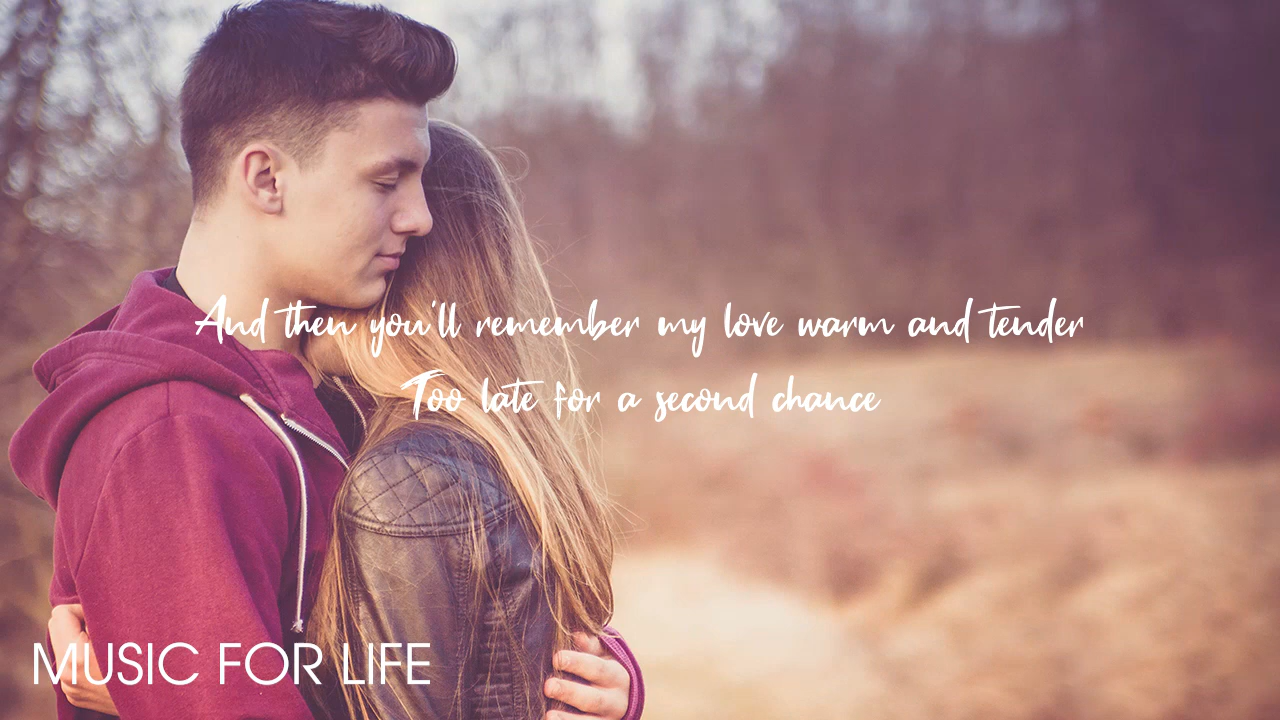 And then you'll remember my love warm and tender
Too late for a second chance
MUSIC FOR LIFE